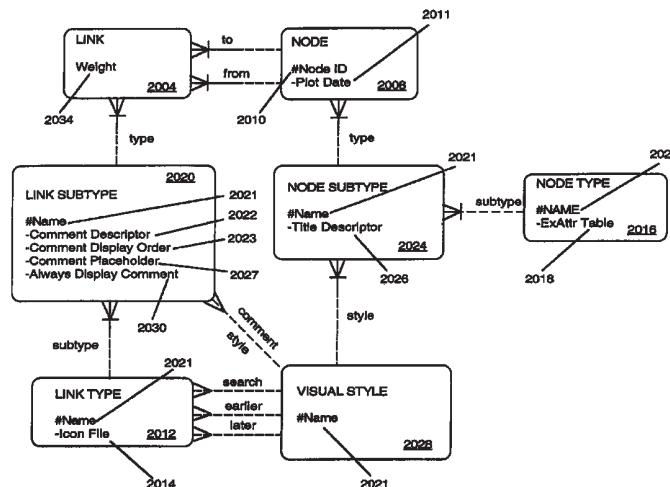 2011
LINK
to
NODE
Weight
#Node ID
-Plot Date
from
2004
2008
2034
2010
type
type
2021
2020
LINK SUBTYPE
2021
NODE SUBTYPE
NODE TYPE
subtype
#Name
2022
#Name
#NAME
-Comment Descriptor
2023
-Title Descriptor
-ExAttr Table
-Comment Display Order
2024
2016
-Comment Placeholder
2027
-Always Display Comment
2026
2018
2030
comment
style
style
subtype
2021
search
LINK TYPE
VISUAL STYLE
earlier
#Name
#Name
-Icon File
2012
later
2028
2014
2021